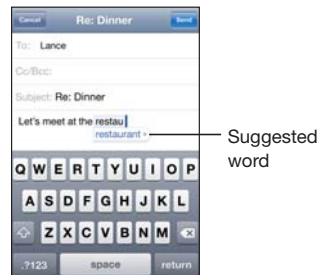 Cancel Re: Dinner Send
To: Lance
Cc/Bcc:
Subject: Re: Dinner
Let's meet at the restau
restaurant ×
Suggested
word
Q W E R T Y U I O P
A S D F G H J K L
Z X C V B N M
.?123 space return